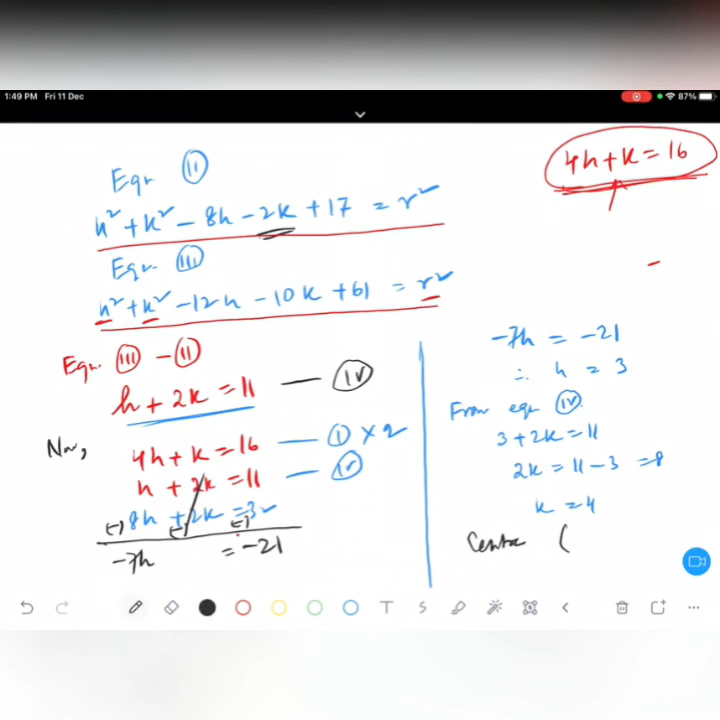 1:49 PM Fri 11 Dec
87%
4h + k = 16
Eqn (ii)
h² + k² - 8h - 2k + 17 = r²
Eqn. (iii)
h² + k² - 12h - 10k + 61 = r²
Eqn. (iii) - (ii)
h + 2k = 11 — (iv)
Now,
4h + k = 16 — (i) × 2
h + 2k = 11 — (iv)
(-) 8h + 2k = 32
(-) (-)
-7h = -21
-7h = -21
∴ h = 3
From eqn (iv)
3 + 2k = 11
2k = 11 - 3 = 8
k = 4
Centre (
T